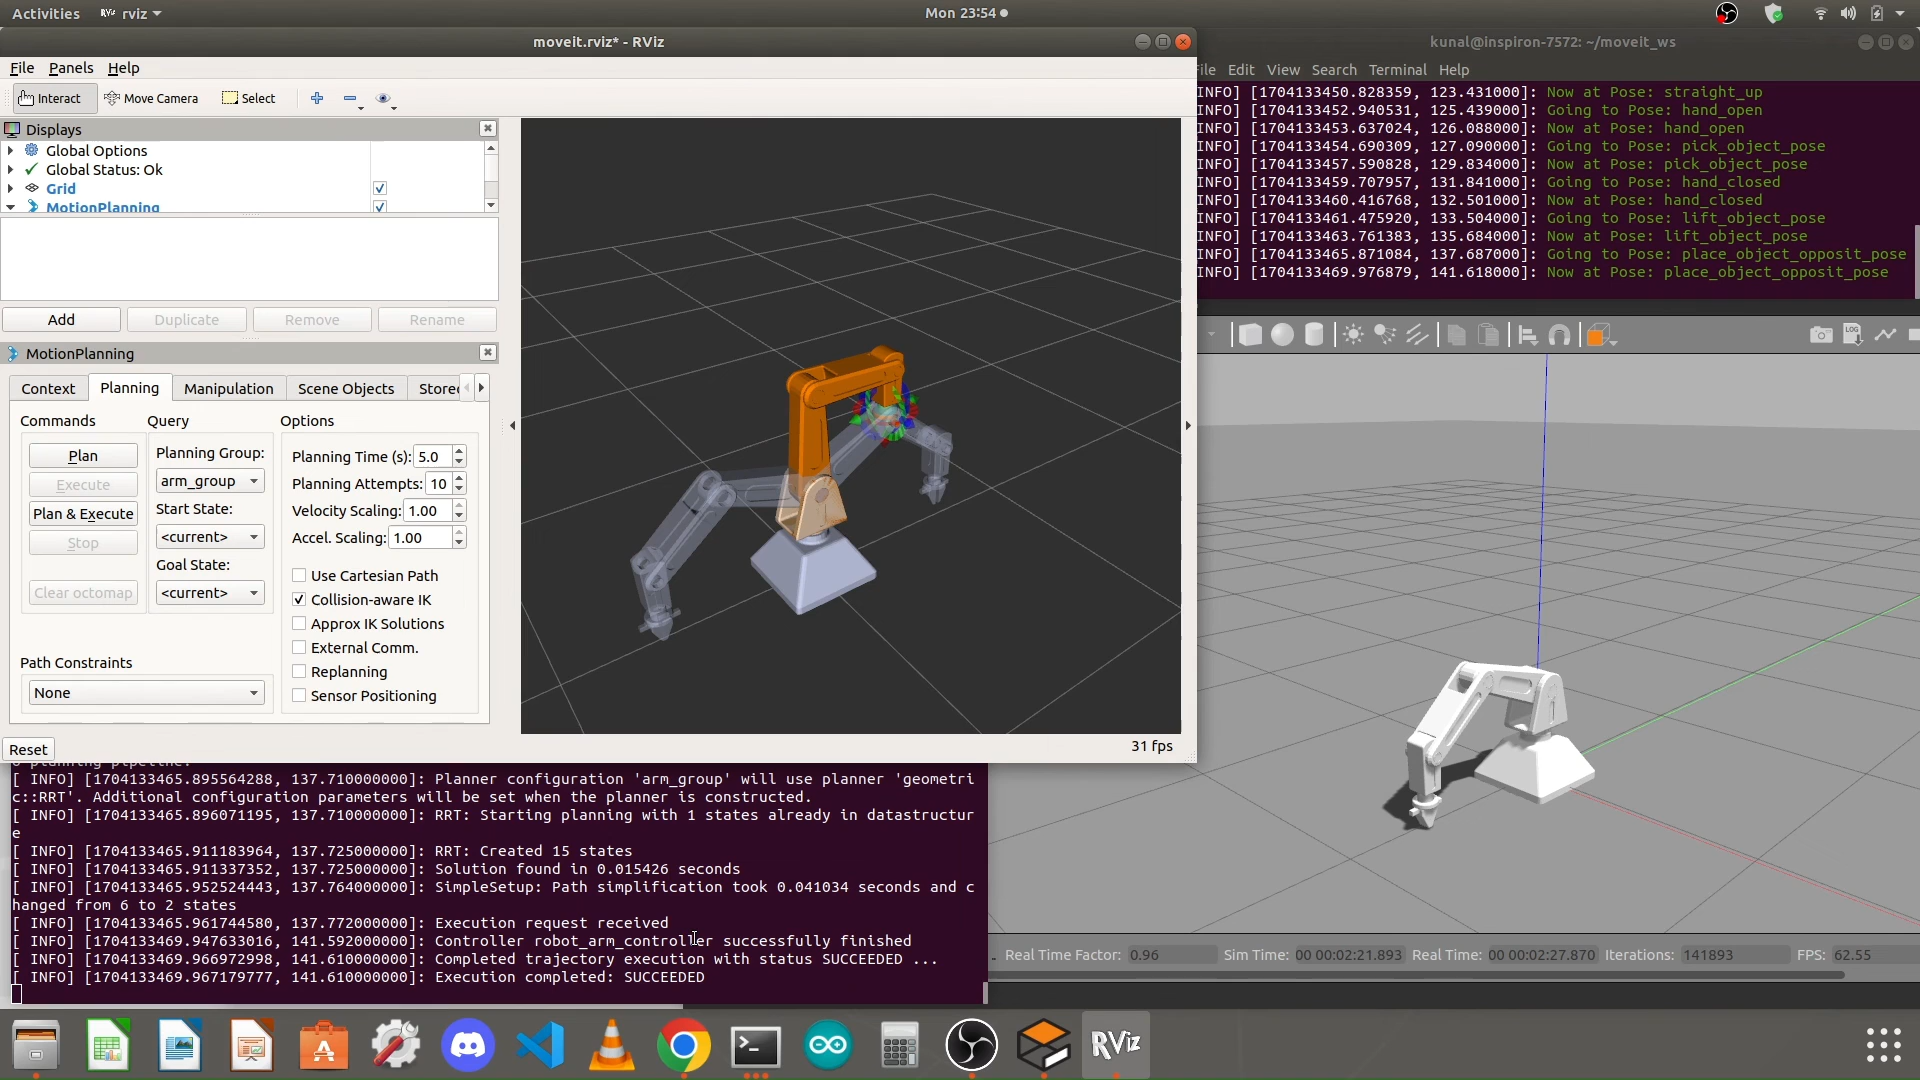 Activities
rviz
Mon 23:54
moveit.rviz* - RViz
kunal@inspiron-7572: ~/moveit_ws
File Panels Help
Interact
Move Camera
Select
Displays
Global Options
Global Status: Ok
Grid
MotionPlanning
Add
Duplicate
Remove
Rename
MotionPlanning
Context
Planning
Manipulation
Scene Objects
Commands
Query
Options
Plan
Execute
Plan & Execute
Stop
Clear octomap
Planning Group:
arm_group
Start State:
<current>
Goal State:
<current>
Planning Time (s): 5.0
Planning Attempts: 10
Velocity Scaling: 1.00
Accel. Scaling: 1.00
Use Cartesian Path
Collision-aware IK
Approx IK Solutions
External Comm.
Replanning
Sensor Positioning
Path Constraints
None
Reset
31 fps
Edit View Search Terminal Help
INFO] [1704133450.828359, 123.431000]: Now at Pose: straight_up
INFO] [1704133452.940531, 125.439000]: Going to Pose: hand_open
INFO] [1704133453.637024, 126.088000]: Now at Pose: hand_open
INFO] [1704133454.690309, 127.090000]: Going to Pose: pick_object_pose
INFO] [1704133457.590828, 129.834000]: Now at Pose: pick_object_pose
INFO] [1704133459.707957, 131.841000]: Going to Pose: hand_closed
INFO] [1704133460.416768, 132.501000]: Now at Pose: hand_closed
INFO] [1704133461.475920, 133.504000]: Going to Pose: lift_object_pose
INFO] [1704133463.761383, 135.684000]: Now at Pose: lift_object_pose
INFO] [1704133465.871084, 137.687000]: Going to Pose: place_object_opposit_pose
INFO] [1704133469.976879, 141.618000]: Now at Pose: place_object_opposit_pose
LOG
[ INFO] [1704133465.895564288, 137.710000000]: Planner configuration 'arm_group' will use planner 'geometri
c::RRT'. Additional configuration parameters will be set when the planner is constructed.
[ INFO] [1704133465.896071195, 137.710000000]: RRT: Starting planning with 1 states already in datastructur
e
[ INFO] [1704133465.911183964, 137.725000000]: RRT: Created 15 states
[ INFO] [1704133465.911337352, 137.725000000]: Solution found in 0.015426 seconds
[ INFO] [1704133465.952524443, 137.764000000]: SimpleSetup: Path simplification took 0.041034 seconds and c
hanged from 6 to 2 states
[ INFO] [1704133465.961744580, 137.772000000]: Execution request received
[ INFO] [1704133469.947633016, 141.592000000]: Controller robot_arm_controller successfully finished
[ INFO] [1704133469.966972998, 141.610000000]: Completed trajectory execution with status SUCCEEDED ...
[ INFO] [1704133469.967179777, 141.610000000]: Execution completed: SUCCEEDED
Real Time Factor: 0.96 Sim Time: 00 00:02:21.893 Real Time: 00 00:02:27.870 Iterations: 141893 FPS: 62.55
RViz